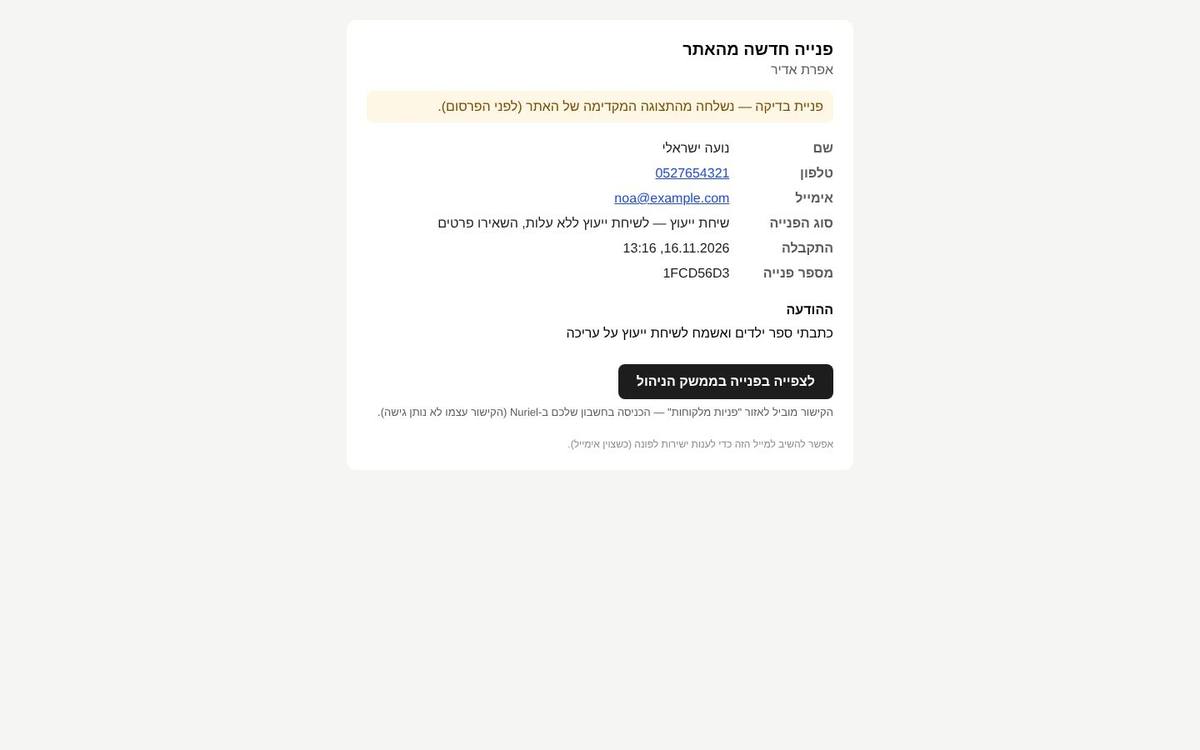 פנייה חדשה מהאתר
אפרת אדיר
פניית בדיקה — נשלחה מהתצוגה המקדימה של האתר (לפני הפרסום).
שם נועה ישראלי
טלפון 0527654321
אימייל noa@example.com
סוג הפנייה שיחת ייעוץ — לשיחת ייעוץ ללא עלות, השאירו פרטים
התקבלה 16.11.2026, 13:16
מספר פנייה 1FCD56D3
ההודעה
כתבתי ספר ילדים ואשמח לשיחת ייעוץ על עריכה
לצפייה בפנייה בממשק הניהול
הקישור מוביל לאזור "פניות מלקוחות" — הכניסה בחשבון שלכם ב-Nuriel (הקישור עצמו לא נותן גישה).
אפשר להשיב למייל הזה כדי לענות ישירות לפונה (כשצוין אימייל).